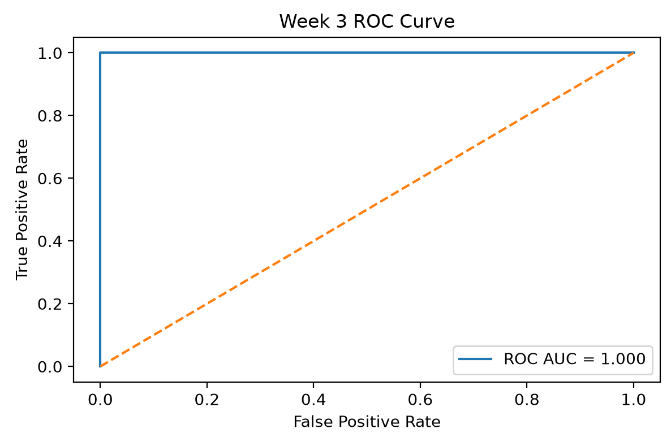 Week 3 ROC Curve
True Positive Rate
1.0
0.8
0.6
0.4
0.2
0.0
ROC AUC = 1.000
0.0 0.2 0.4 0.6 0.8 1.0
False Positive Rate